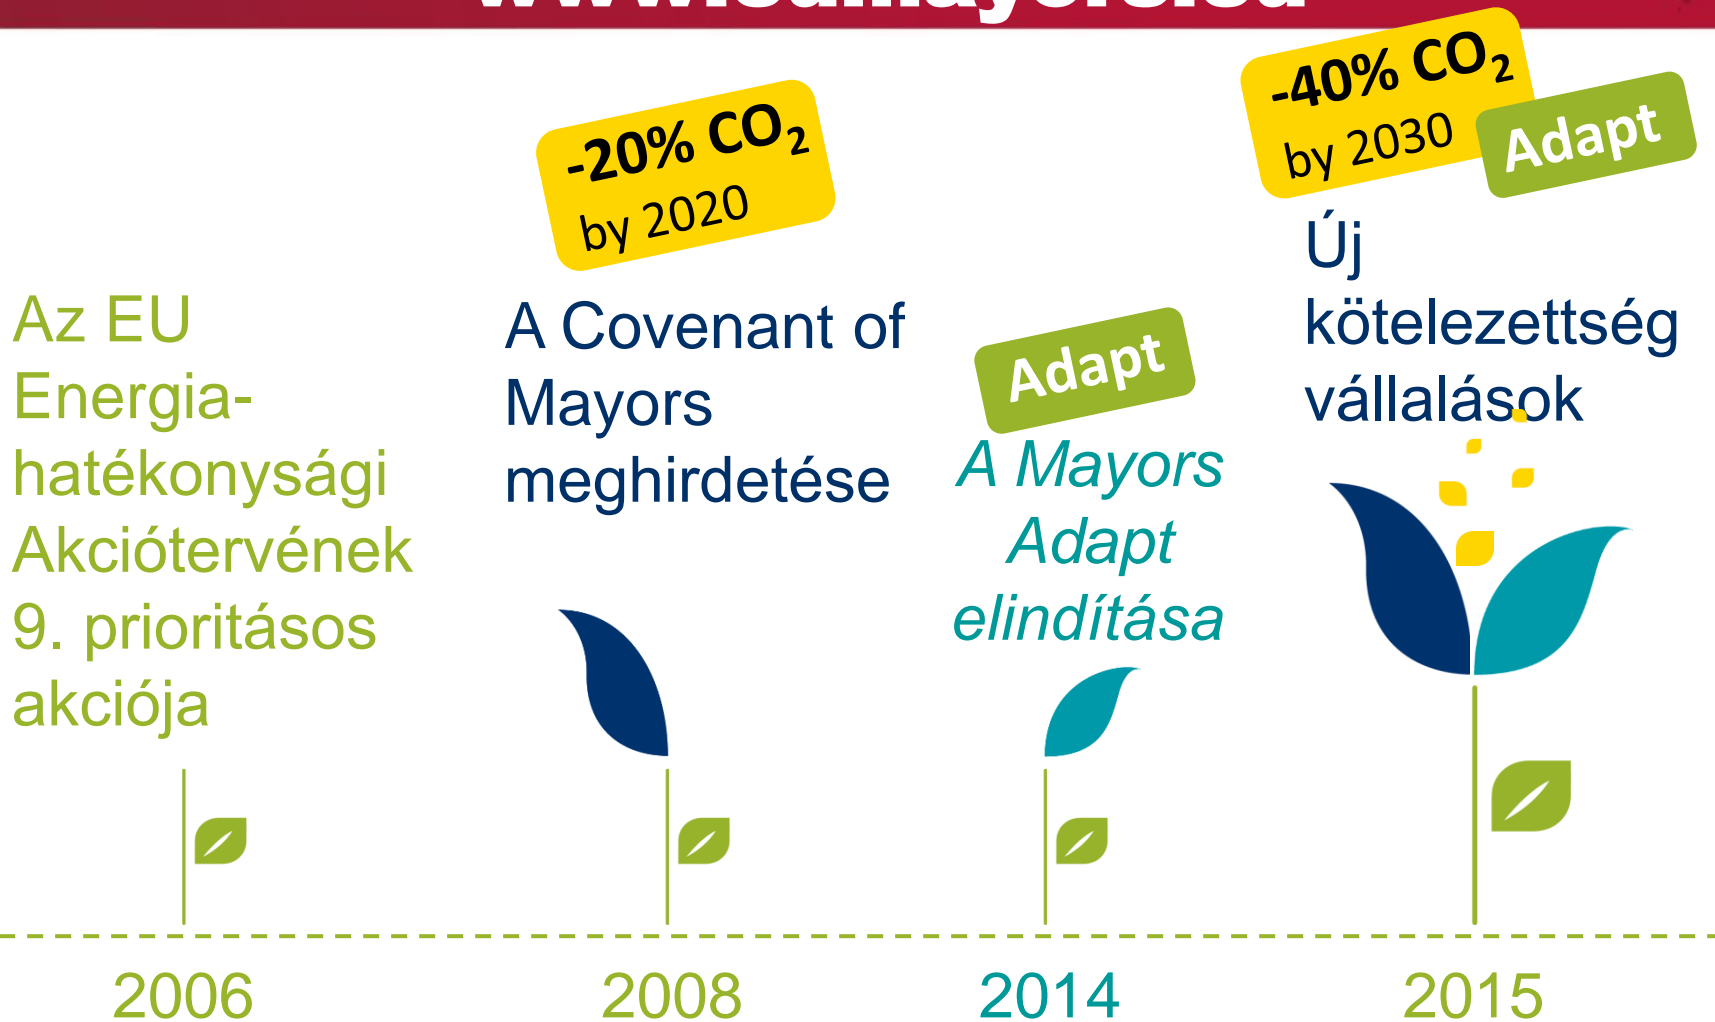 -20% CO₂
by 2020
-40% CO₂
by 2030
Adapt
Az EU
Energia-
hatékonysági
Akciótervének
9. prioritásos
akciója
A Covenant of
Mayors
meghirdetése
Adapt
A Mayors
Adapt
elindítása
Új
kötelezettség
vállalások
2006
2008
2014
2015